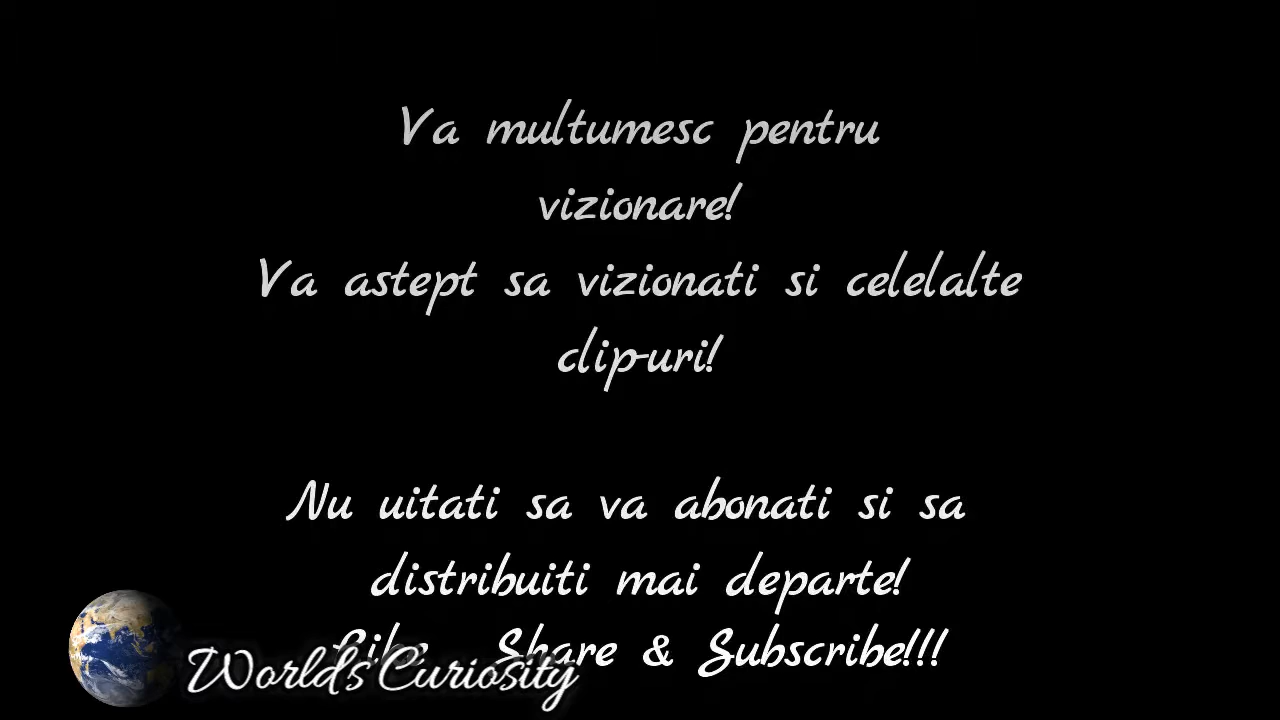 Va multumesc pentru
vizionare!
Va astept sa vizionati si celelalte
clip-uri!
Nu uitati sa va abonati si sa
distribuiti mai departe!
Like Share & Subscribe!!!
World's Curiosity